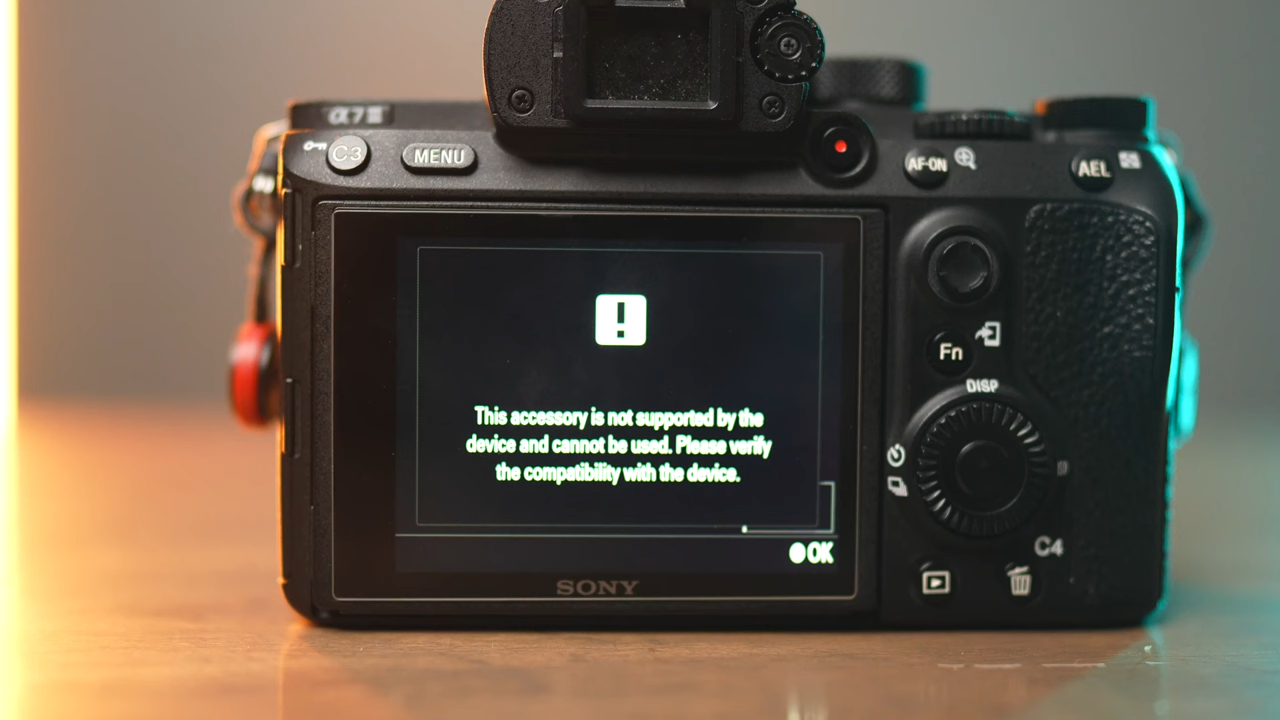 α7III
C3
MENU
AF-ON
AEL
!
This accessory is not supported by the
device and cannot be used. Please verify
the compatibility with the device.
OK
SONY
Fn
DISP
C4